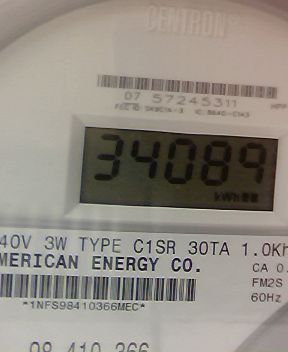 CENTRON®
07 57245311
34089
kWh
40V 3W TYPE C1SR 30TA 1.0Kh
MERICAN ENERGY CO.
CA 0.
FM2S
60Hz
*1NFS98410366MEC*
98 410 366